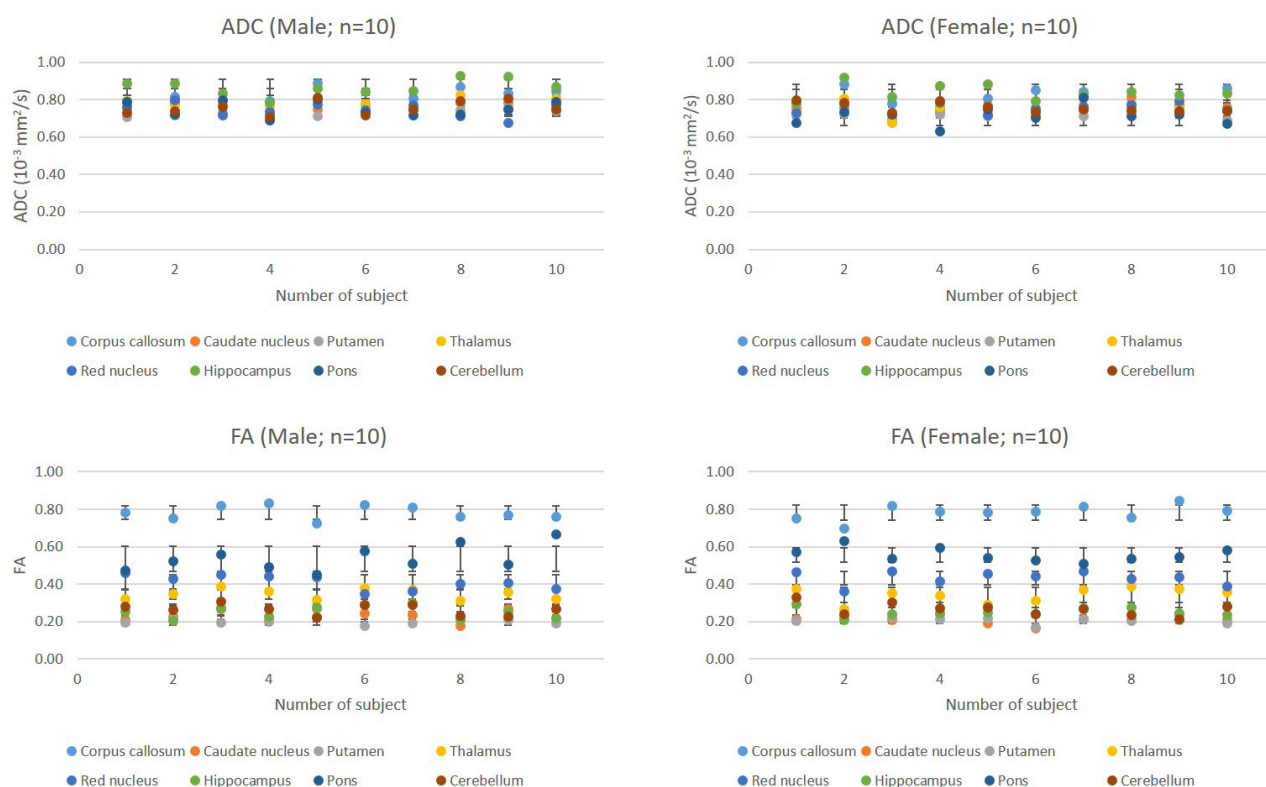 ADC (Male; n=10)
ADC (10⁻³ mm²/s)
1.00
0.80
0.60
0.40
0.20
0.00
0 2 4 6 8 10
Number of subject
Corpus callosum Caudate nucleus Putamen Thalamus
Red nucleus Hippocampus Pons Cerebellum
ADC (Female; n=10)
ADC (10⁻³ mm²/s)
1.00
0.80
0.60
0.40
0.20
0.00
0 2 4 6 8 10
Number of subject
Corpus callosum Caudate nucleus Putamen Thalamus
Red nucleus Hippocampus Pons Cerebellum
FA (Male; n=10)
FA
1.00
0.80
0.60
0.40
0.20
0.00
0 2 4 6 8 10
Number of subject
Corpus callosum Caudate nucleus Putamen Thalamus
Red nucleus Hippocampus Pons Cerebellum
FA (Female; n=10)
FA
1.00
0.80
0.60
0.40
0.20
0.00
0 2 4 6 8 10
Number of subject
Corpus callosum Caudate nucleus Putamen Thalamus
Red nucleus Hippocampus Pons Cerebellum